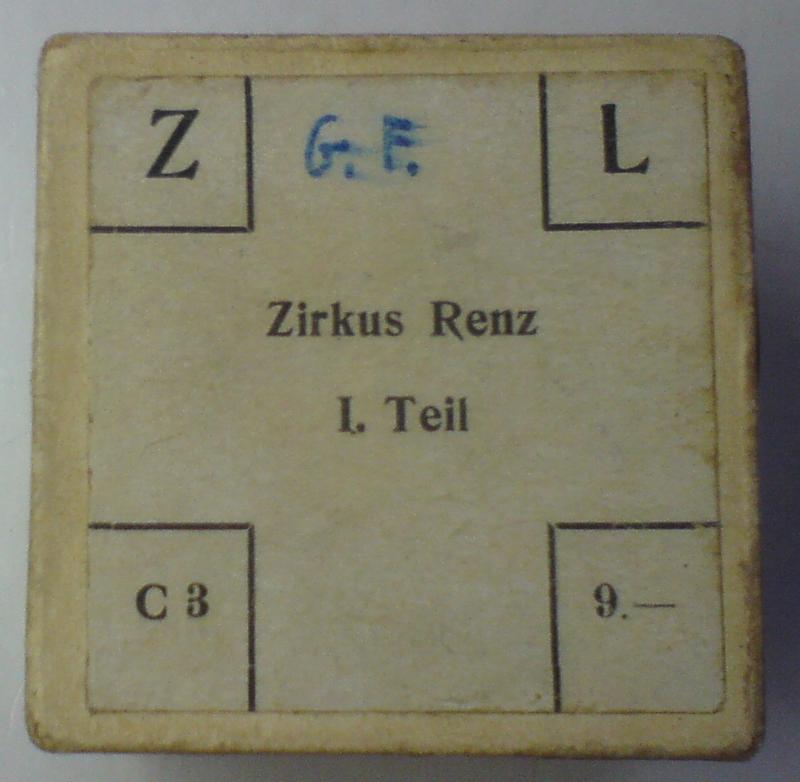 Z G. F. L
Zirkus Renz
I. Teil
C 3 9.—